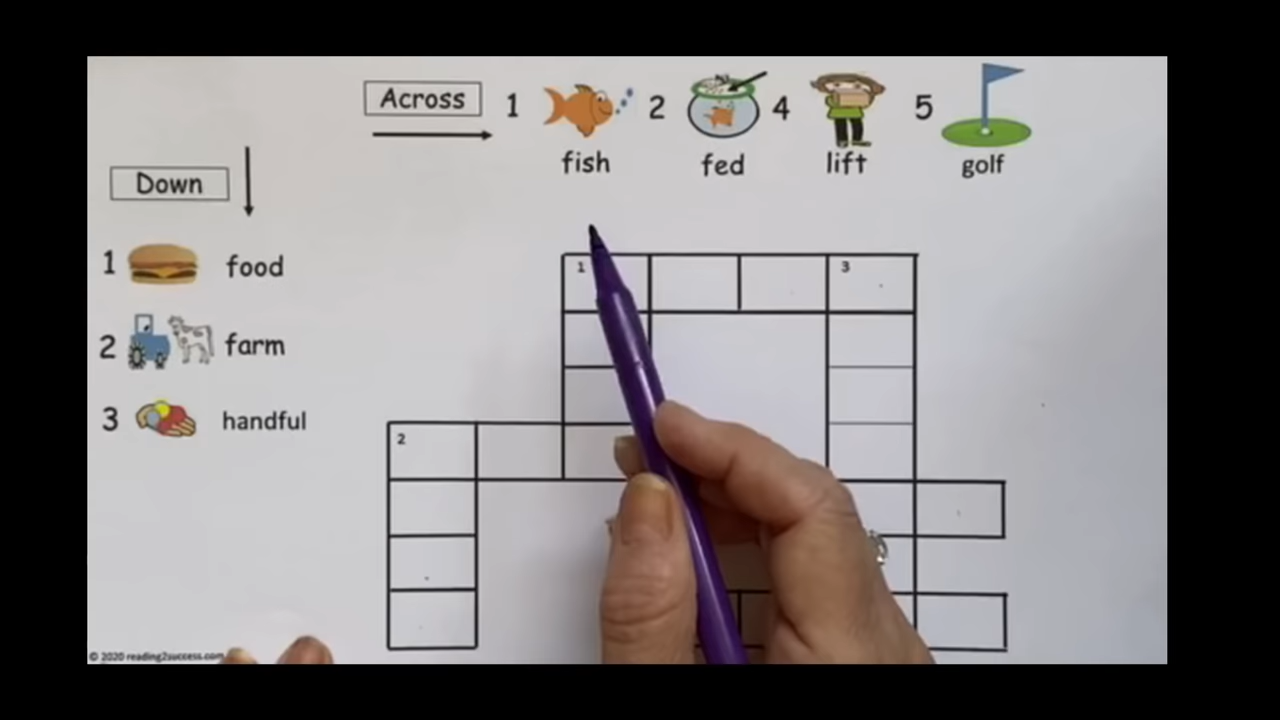 Across 1 2 4 5
fish fed lift golf
Down
1 food
2 farm
3 handful
1 3
2
© 2020 reading2success.com